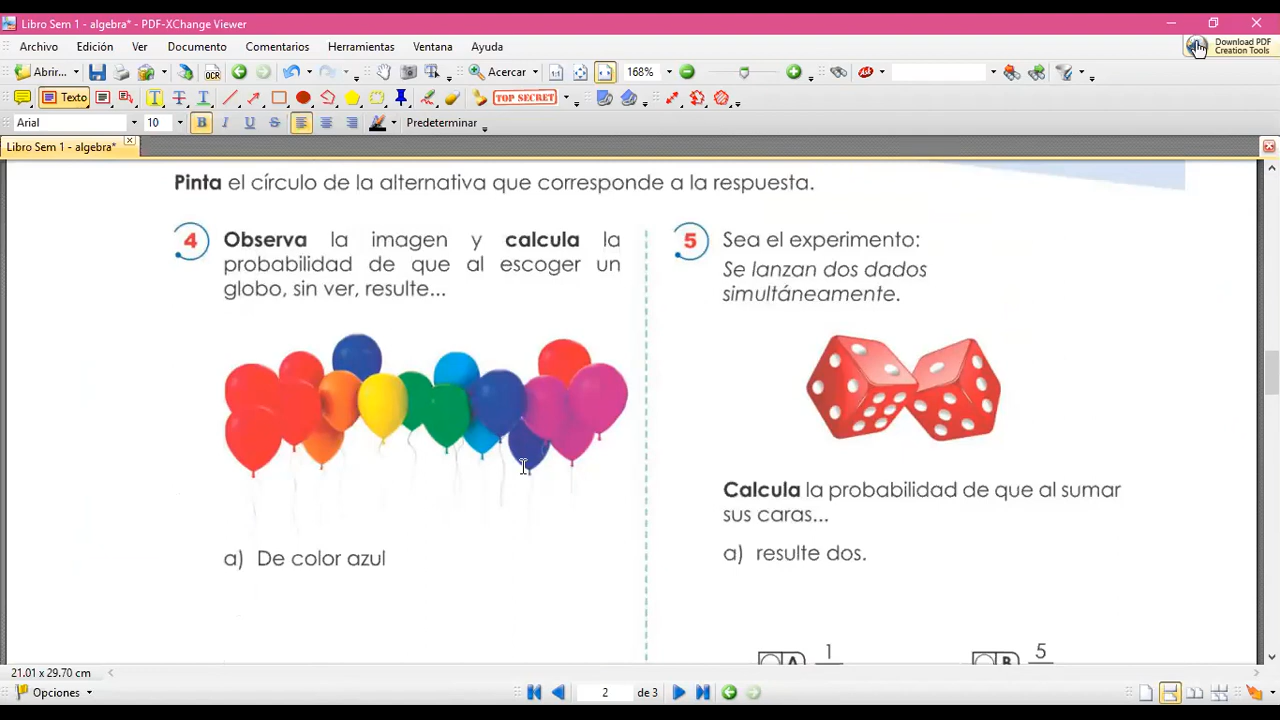 Libro Sem 1 - algebra* - PDF-XChange Viewer
Archivo Edición Ver Documento Comentarios Herramientas Ventana Ayuda
Download PDF
Creation Tools
Abrir... OCR Acercar 168%
Texto TOP SECRET
Arial 10 B I U S Predeterminar
Libro Sem 1 - algebra*
Pinta el círculo de la alternativa que corresponde a la respuesta.
4 Observa la imagen y calcula la
probabilidad de que al escoger un
globo, sin ver, resulte...
a) De color azul
5 Sea el experimento:
Se lanzan dos dados
simultáneamente.
Calcula la probabilidad de que al sumar
sus caras...
a) resulte dos.
A 1 B 5
21.01 x 29.70 cm
Opciones 2 de 3